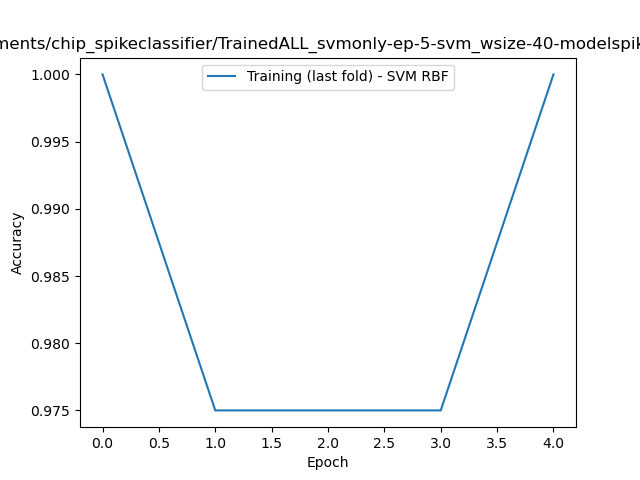 ments/chip_spikeclassifier/TrainedALL_svmonly-ep-5-svm_wsize-40-modelspik
Training (last fold) - SVM RBF
Accuracy
1.000
0.995
0.990
0.985
0.980
0.975
0.0 0.5 1.0 1.5 2.0 2.5 3.0 3.5 4.0
Epoch